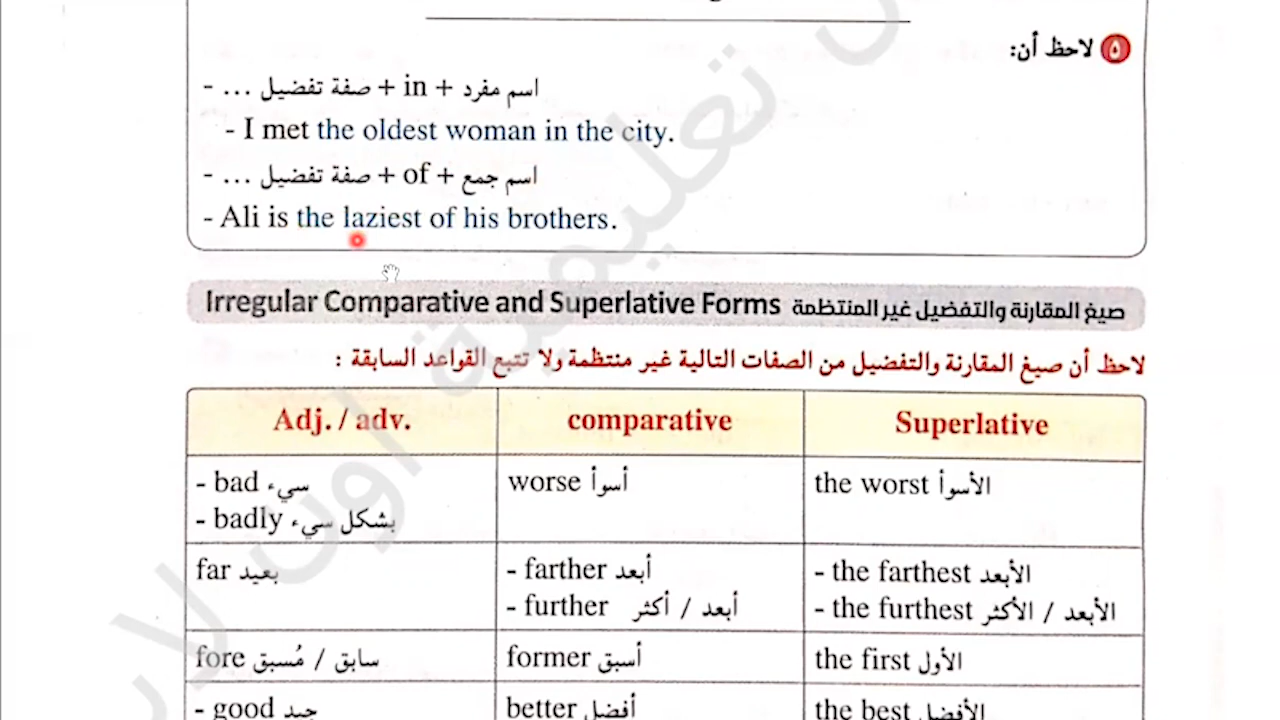 ٥ لاحظ أن:
- ... صفة تفضيل + in + اسم مفرد
- I met the oldest woman in the city.
- ... صفة تفضيل + of + اسم جمع
- Ali is the laziest of his brothers.
Irregular Comparative and Superlative Forms صيغ المقارنة والتفضيل غير المنتظمة
لاحظ أن صيغ المقارنة والتفضيل من الصفات التالية غير منتظمة ولا تتبع القواعد السابقة :
Adj. / adv. comparative Superlative
- bad سيء worse أسوأ the worst الأسوأ
- badly بشكل سيء
far بعيد - farther أبعد - the farthest الأبعد
- further أبعد / أكثر - the furthest الأبعد / الأكثر
fore سابق / مُسبق former أسبق the first الأول
- good جيد better أفضل the best الأفضل